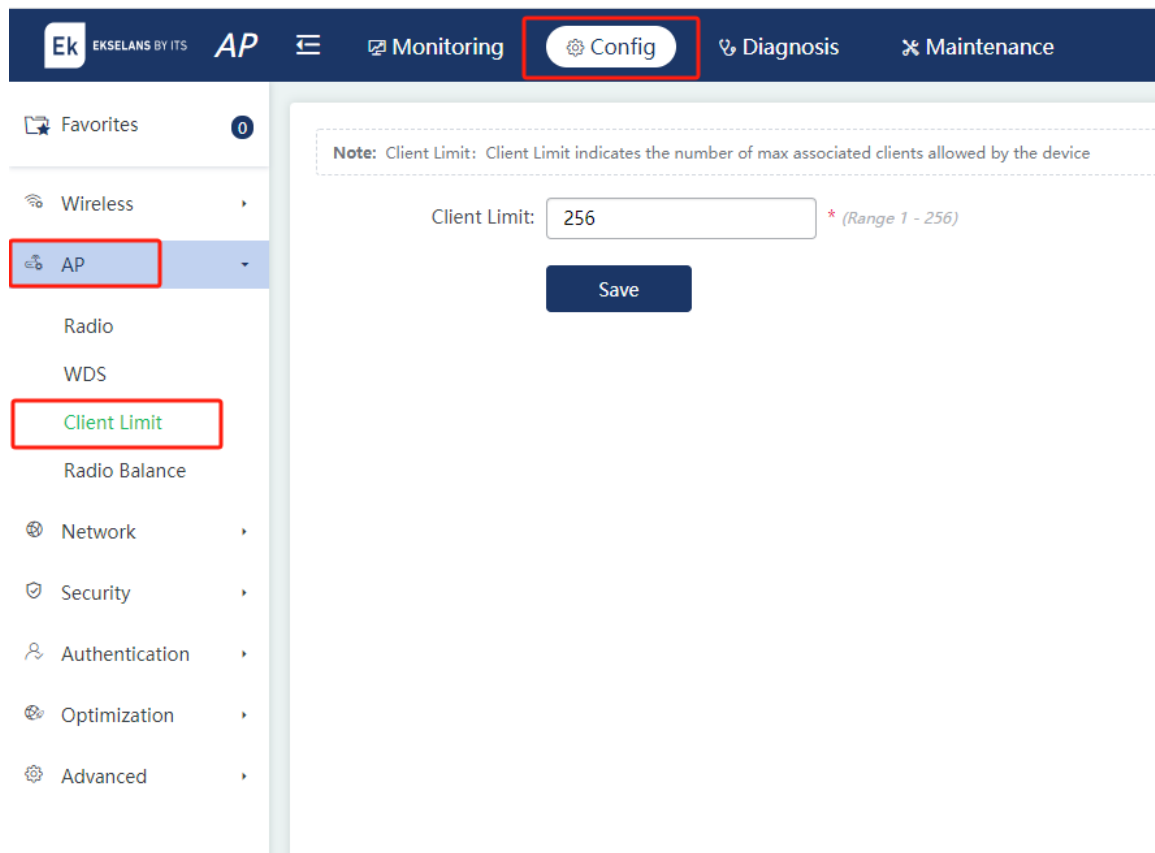 Ek EKSELANS BY ITS AP Monitoring Config Diagnosis Maintenance
Favorites 0
Note: Client Limit: Client Limit indicates the number of max associated clients allowed by the device
Wireless
Client Limit: 256 * (Range 1 - 256)
AP
Save
Radio
WDS
Client Limit
Radio Balance
Network
Security
Authentication
Optimization
Advanced